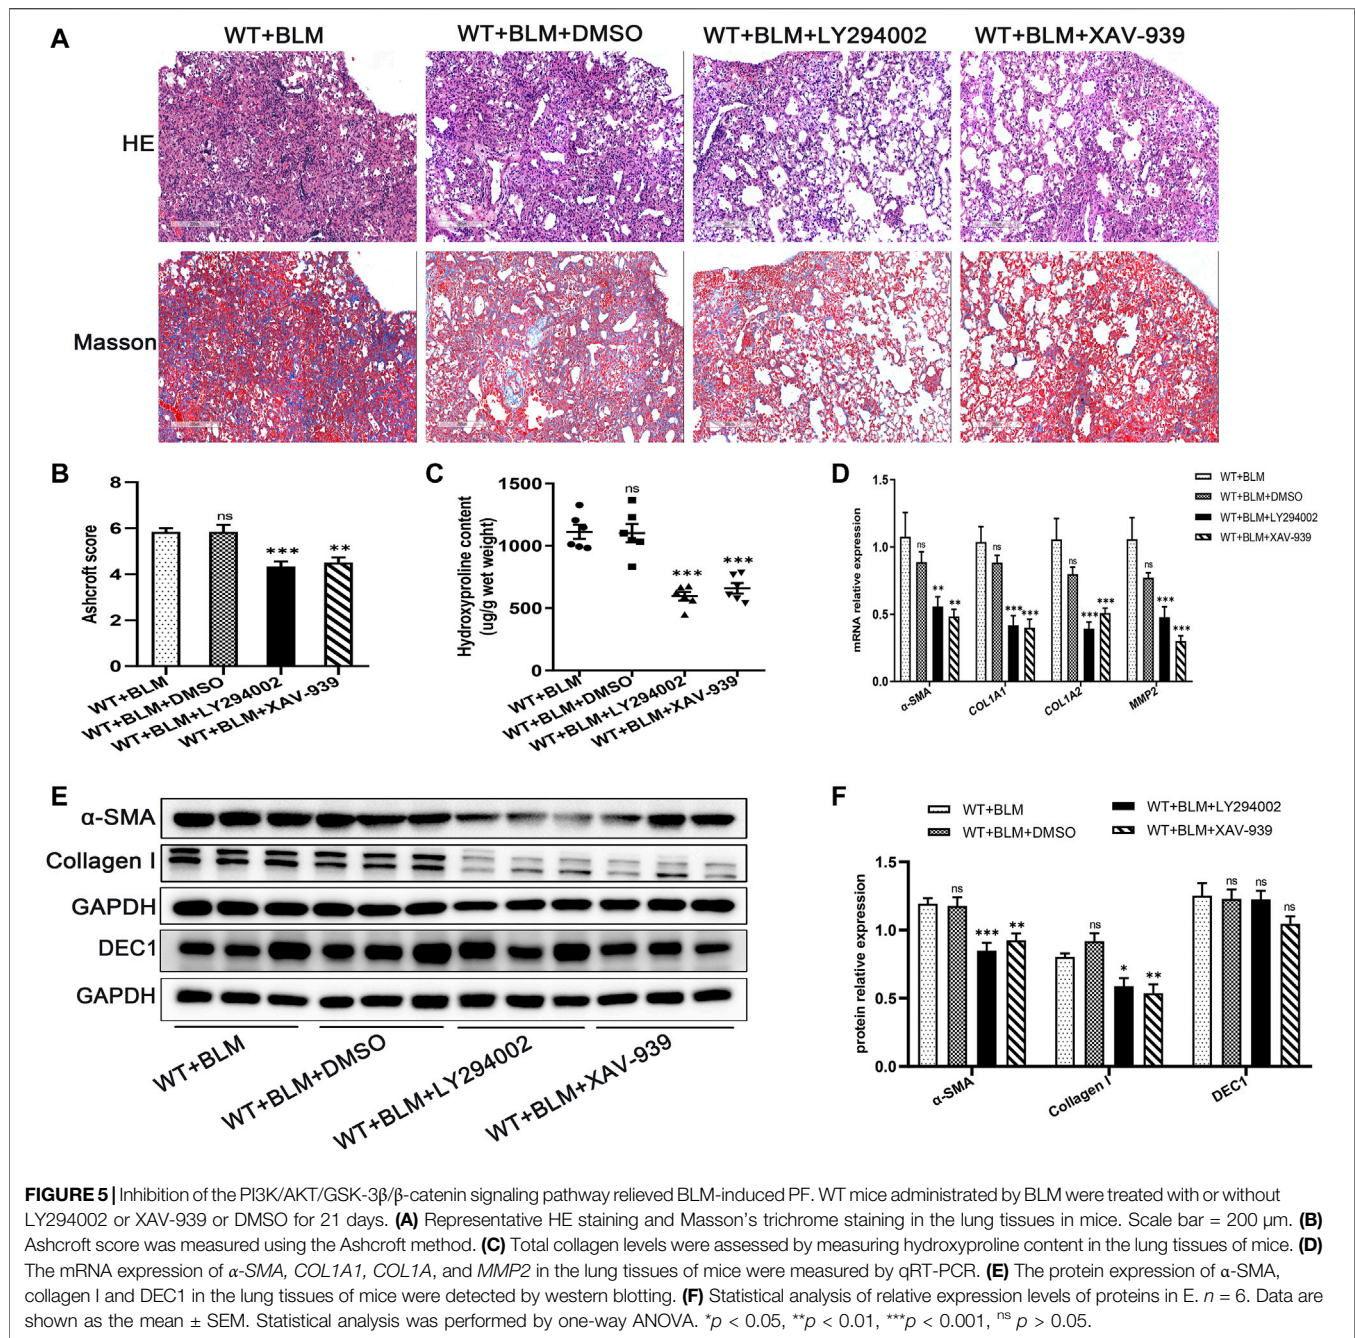 A
WT+BLM
WT+BLM+DMSO
WT+BLM+LY294002
WT+BLM+XAV-939
HE
Masson
B
Ashcroft score
8
6
4
2
0
ns
***
**
WT+BLM
WT+BLM+DMSO
WT+BLM+LY294002
WT+BLM+XAV-939
C
Hydroxyproline content
(ug/g wet weight)
1500
1000
500
0
ns
***
***
WT+BLM
WT+BLM+DMSO
WT+BLM+LY294002
WT+BLM+XAV-939
D
mRNA relative expression
1.5
1.0
0.5
0.0
ns
**
**
ns
***
***
ns
***
***
ns
***
***
α-SMA
COL1A1
COL1A2
MMP2
WT+BLM
WT+BLM+DMSO
WT+BLM+LY294002
WT+BLM+XAV-939
E
α-SMA
Collagen I
GAPDH
DEC1
GAPDH
WT+BLM
WT+BLM+DMSO
WT+BLM+LY294002
WT+BLM+XAV-939
F
WT+BLM
WT+BLM+DMSO
WT+BLM+LY294002
WT+BLM+XAV-939
protein relative expression
1.5
1.0
0.5
0.0
ns
***
**
ns
*
**
ns
ns
ns
α-SMA
Collagen I
DEC1
FIGURE 5 | Inhibition of the PI3K/AKT/GSK-3β/β-catenin signaling pathway relieved BLM-induced PF. WT mice administrated by BLM were treated with or without
LY294002 or XAV-939 or DMSO for 21 days. (A) Representative HE staining and Masson's trichrome staining in the lung tissues in mice. Scale bar = 200 μm. (B)
Ashcroft score was measured using the Ashcroft method. (C) Total collagen levels were assessed by measuring hydroxyproline content in the lung tissues of mice. (D)
The mRNA expression of α-SMA, COL1A1, COL1A, and MMP2 in the lung tissues of mice were measured by qRT-PCR. (E) The protein expression of α-SMA,
collagen I and DEC1 in the lung tissues of mice were detected by western blotting. (F) Statistical analysis of relative expression levels of proteins in E. n = 6. Data are
shown as the mean ± SEM. Statistical analysis was performed by one-way ANOVA. *p < 0.05, **p < 0.01, ***p < 0.001, ns p > 0.05.